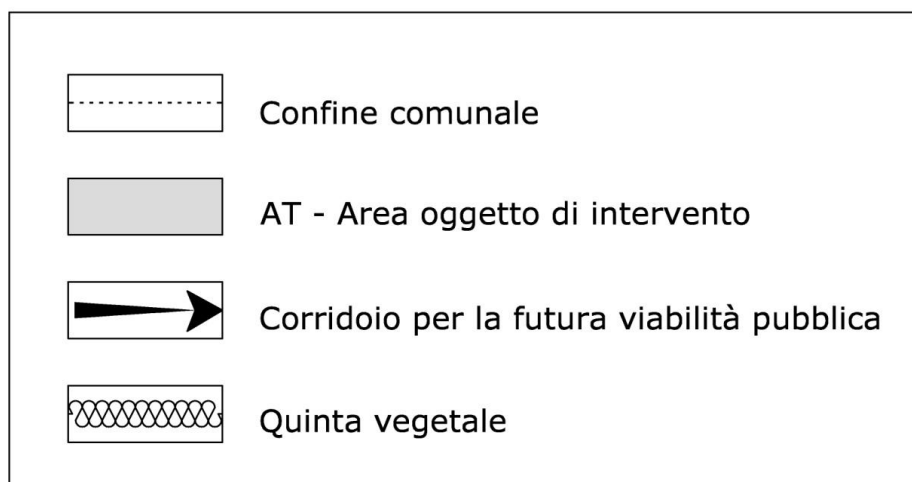 Confine comunale
AT - Area oggetto di intervento
Corridoio per la futura viabilità pubblica
Quinta vegetale